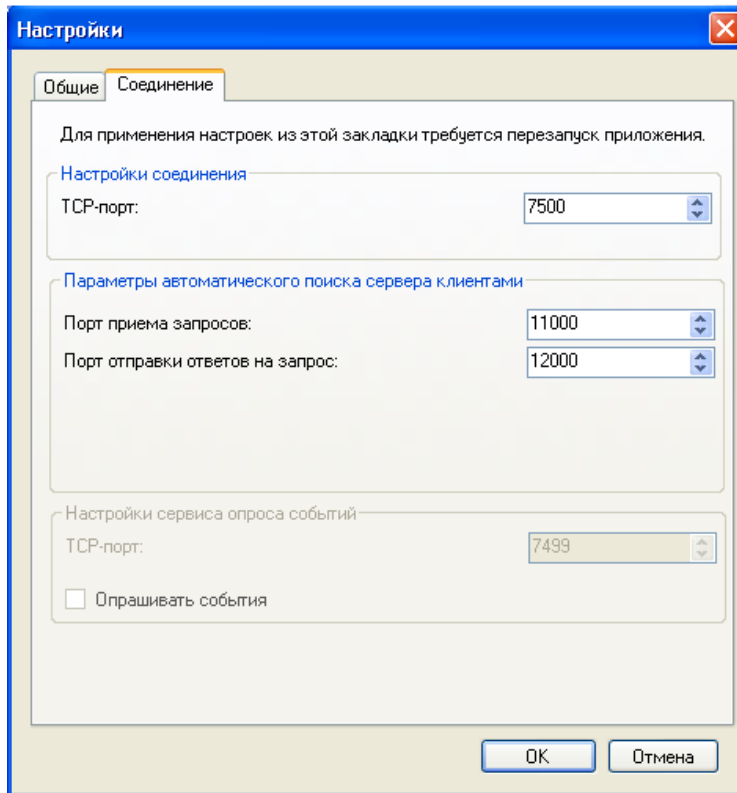 Настройки
Общие
Соединение
Для применения настроек из этой закладки требуется перезапуск приложения.
Настройки соединения
TCP-порт: 7500
Параметры автоматического поиска сервера клиентами
Порт приема запросов: 11000
Порт отправки ответов на запрос: 12000
Настройки сервиса опроса событий
TCP-порт: 7499
Опрашивать события
OK Отмена